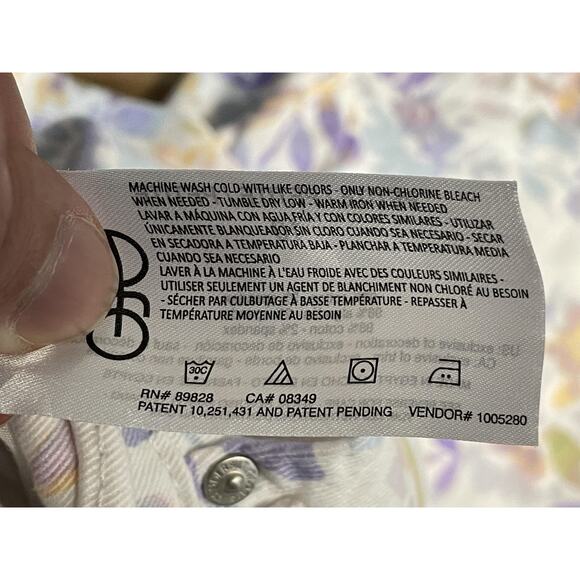 MACHINE WASH COLD WITH LIKE COLORS - ONLY NON-CHLORINE BLEACH
WHEN NEEDED - TUMBLE DRY LOW - WARM IRON WHEN NEEDED
LAVAR A MÁQUINA CON AGUA FRÍA Y CON COLORES SIMILARES - UTILIZAR
ÚNICAMENTE BLANQUEADOR SIN CLORO CUANDO SEA NECESARIO - SECAR
EN SECADORA A TEMPERATURA BAJA - PLANCHAR A TEMPERATURA MEDIA
CUANDO SEA NECESARIO
LAVER À LA MACHINE À L'EAU FROIDE AVEC DES COULEURS SIMILAIRES -
UTILISER SEULEMENT UN AGENT DE BLANCHIMENT NON CHLORÉ AU BESOIN
- SÉCHER PAR CULBUTAGE À BASSE TEMPÉRATURE - REPASSER À
TEMPÉRATURE MOYENNE AU BESOIN
30C
RN# 89828 CA# 08349
PATENT 10,251,431 AND PATENT PENDING VENDOR# 1005280